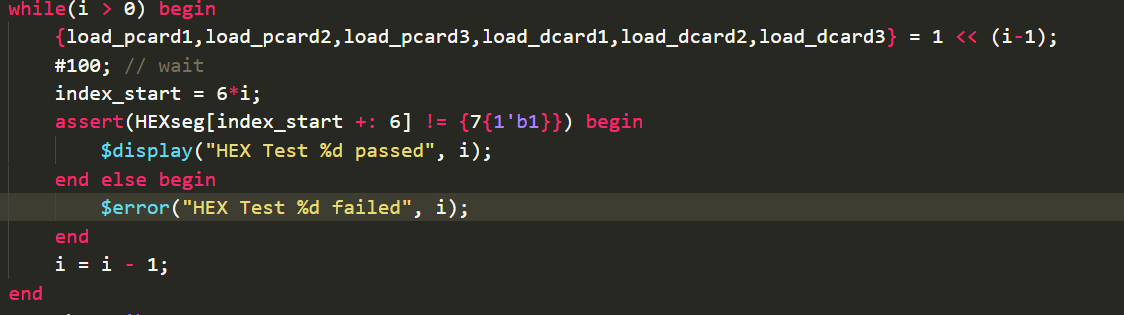 while(i > 0) begin
    {load_pcard1,load_pcard2,load_pcard3,load_dcard1,load_dcard2,load_dcard3} = 1 << (i-1);
    #100; // wait
    index_start = 6*i;
    assert(HEXseg[index_start +: 6] != {7{1'b1}}) begin
        $display("HEX Test %d passed", i);
    end else begin
        $error("HEX Test %d failed", i);
    end
    i = i - 1;
end